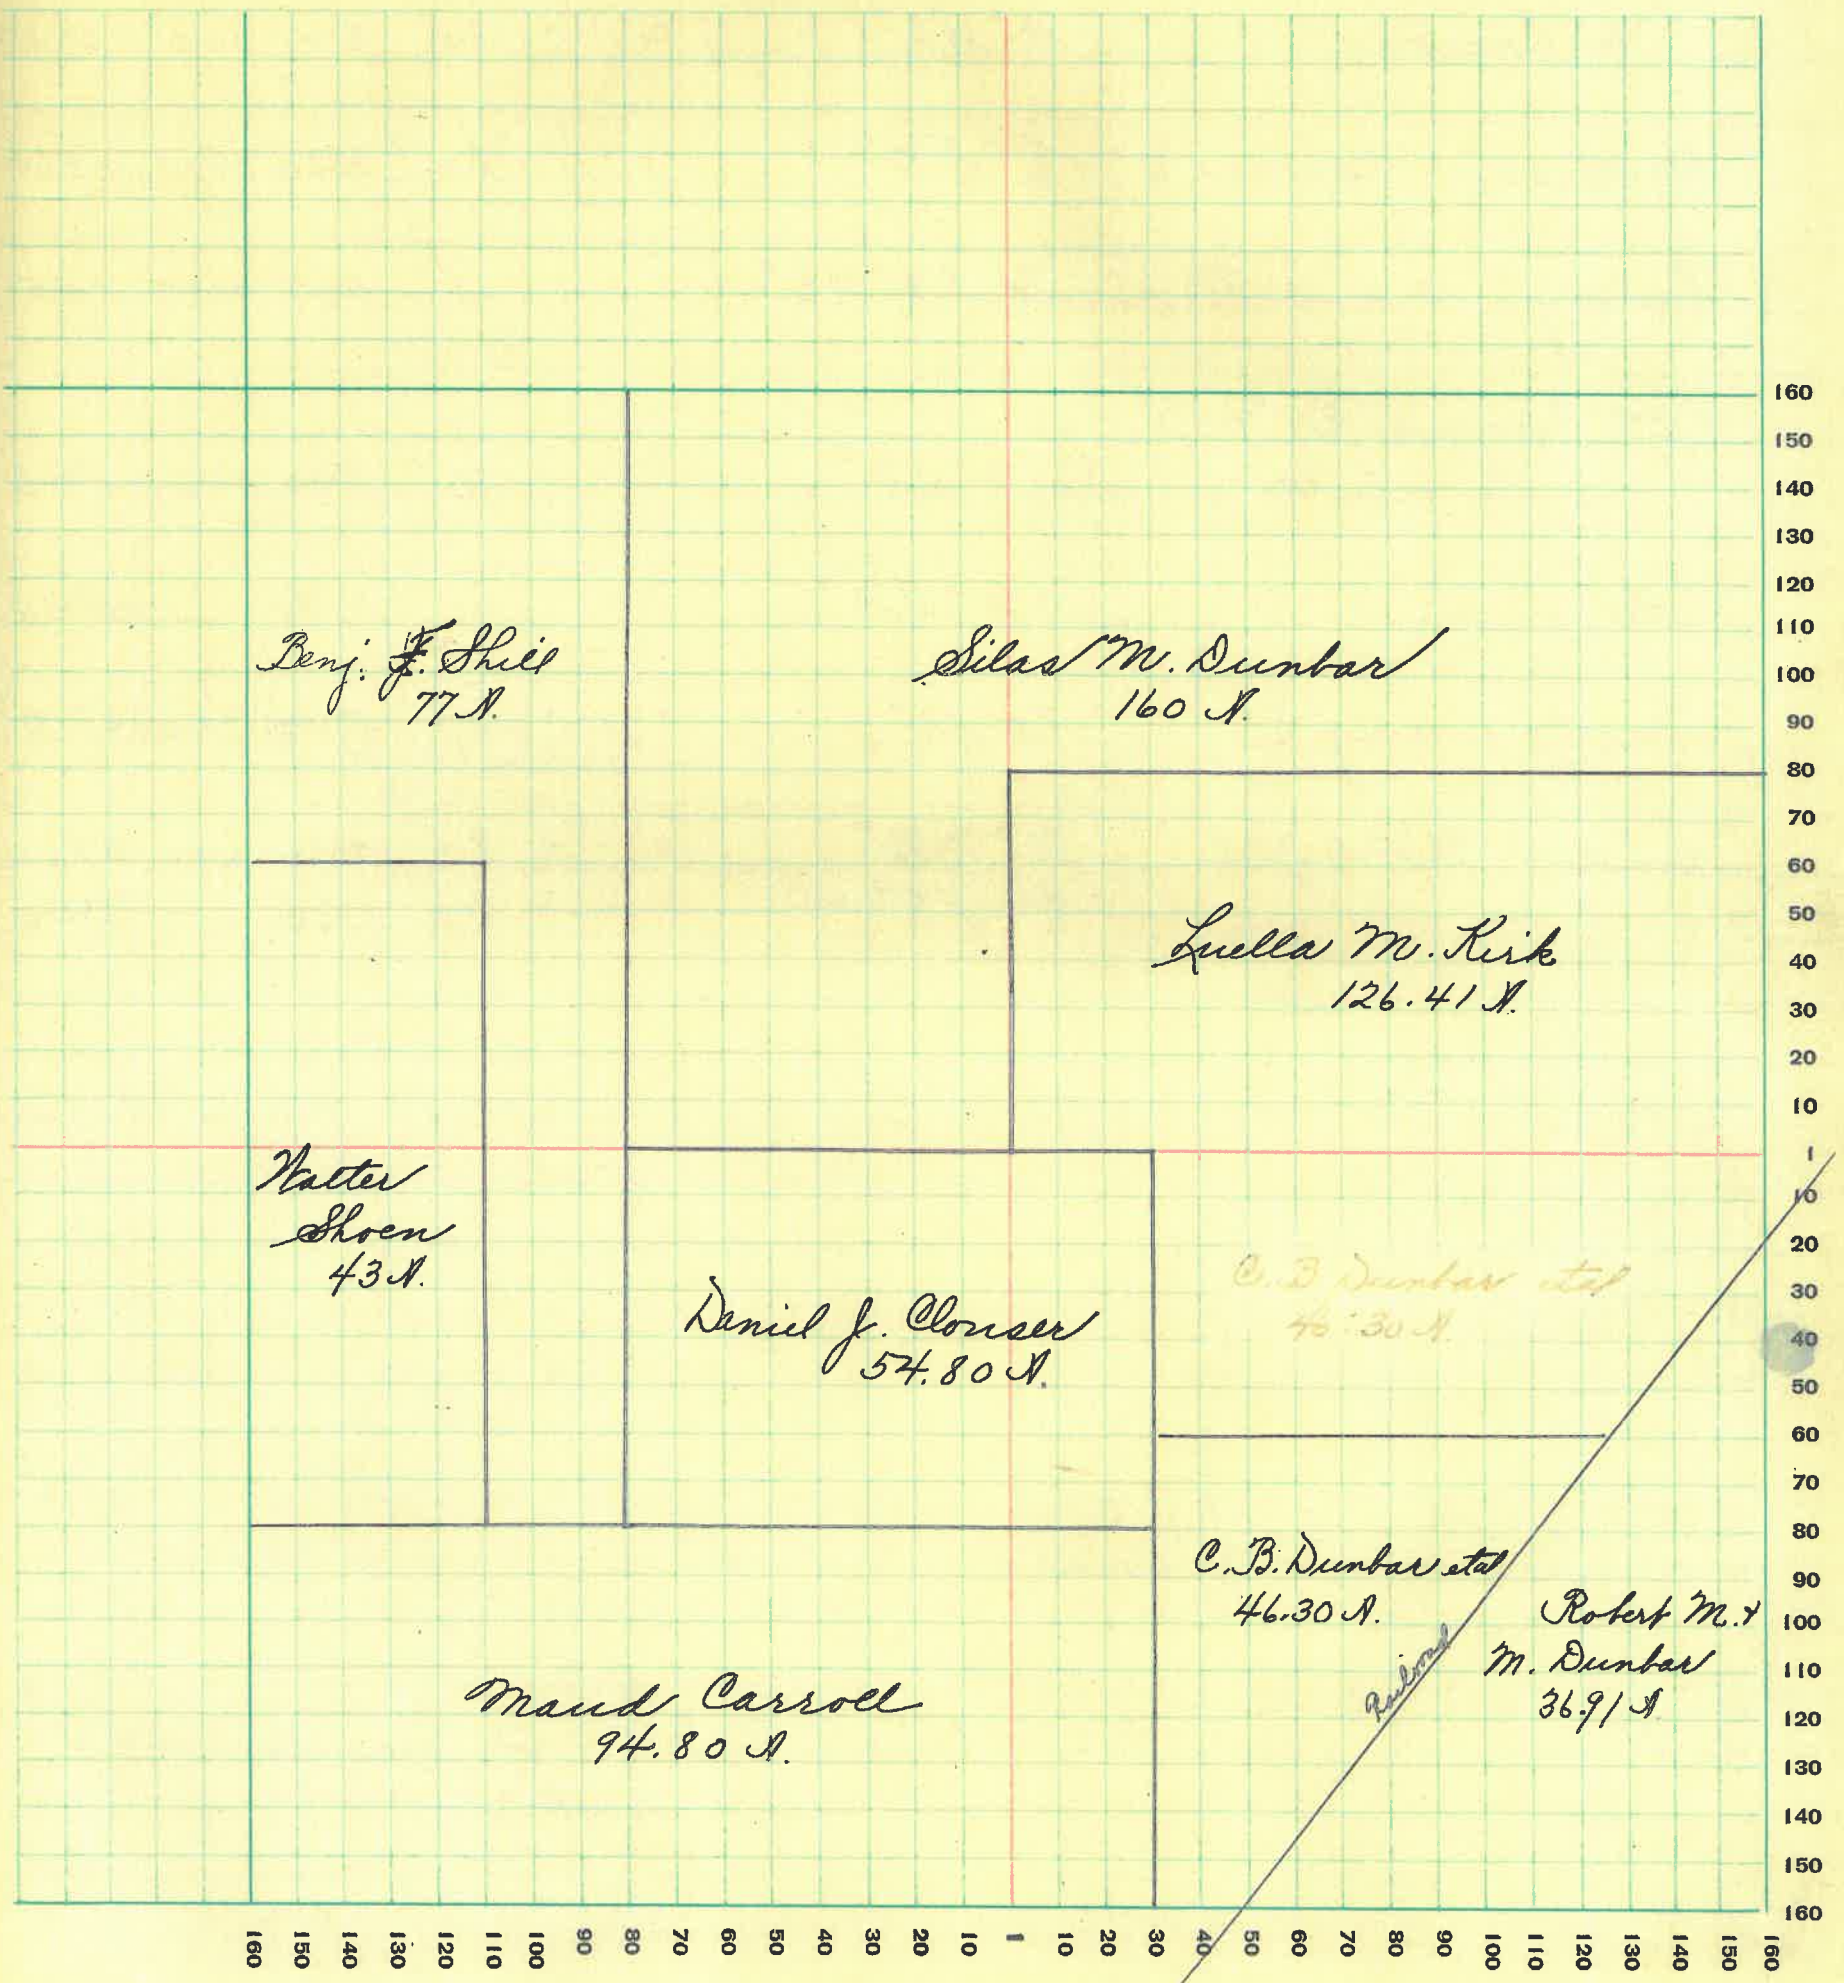 Benj. F. Shill
77 A.
Silas M. Dunbar
160 A.
Luella M. Kirk
126.41 A.
Walter
Shoen
43 A.
Daniel J. Clouser
54.80 A.
C. B Dunbar etal
46.30 A
C. B. Dunbar etal
46.30 A.
Railroad
Robert M. &
M. Dunbar
36.91 A
Maud Carroll
94.80 A.
160
150
140
130
120
110
100
90
80
70
60
50
40
30
20
10
1
10
20
30
40
50
60
70
80
90
100
110
120
130
140
150
160
160 150 140 130 120 110 100 90 80 70 60 50 40 30 20 10 1 10 20 30 40 50 60 70 80 90 100 110 120 130 140 150 160